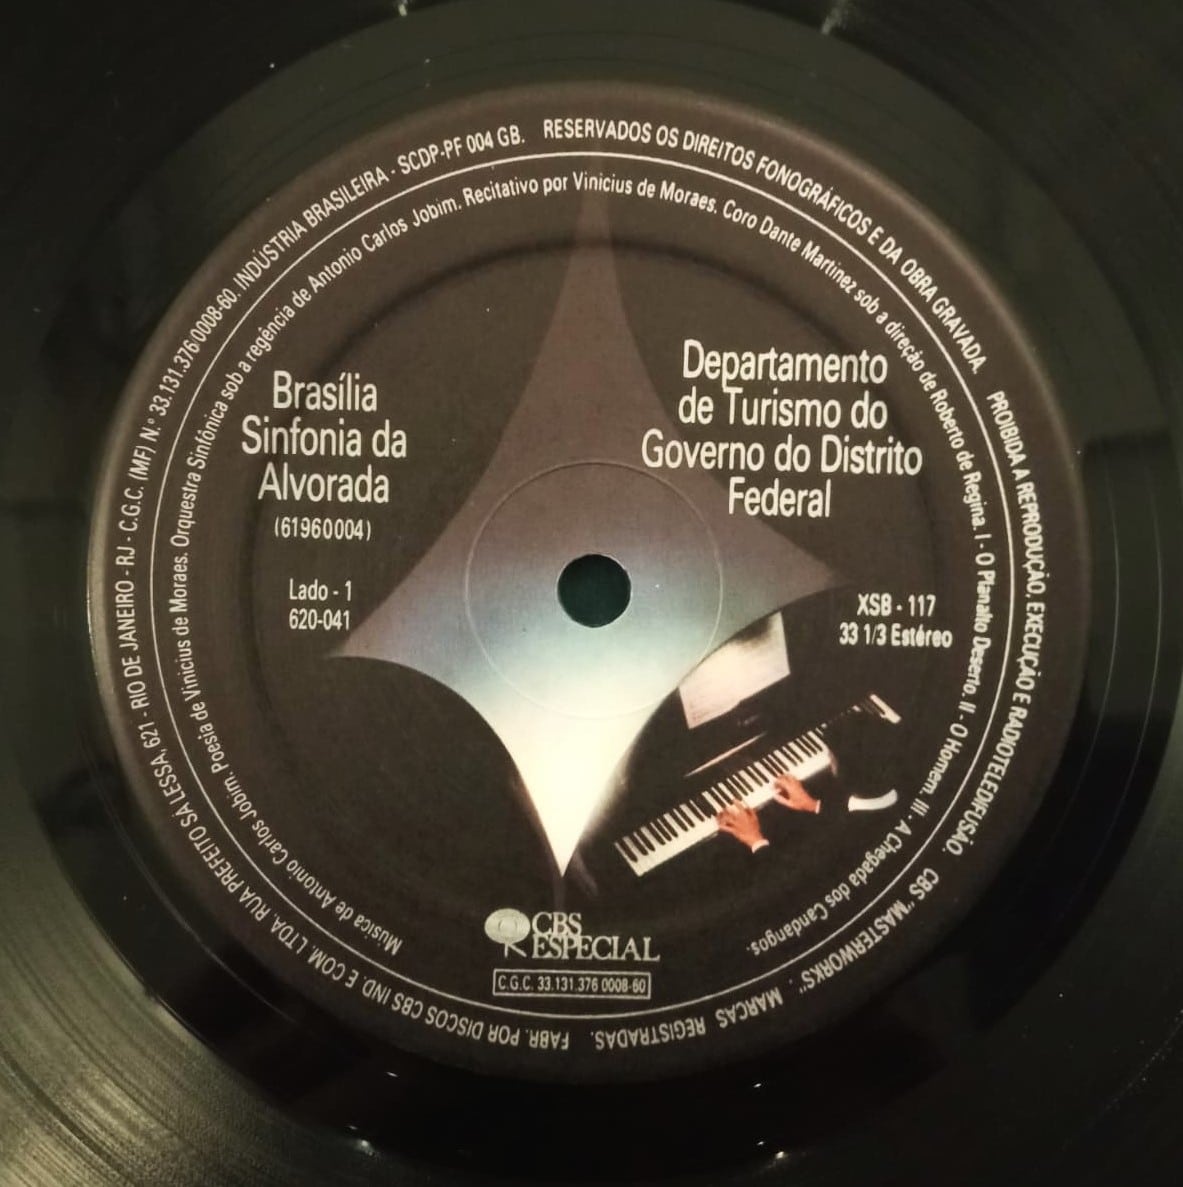 FABR. POR DISCOS CBS IND. E COM. LTDA. RUA PREFEITO SA LESSA, 621 - RIO DE JANEIRO - RJ - C.G.C. (MF) N.º 33.131.376/0008-60. INDÚSTRIA BRASILEIRA - SCDP-PF 004 GB. RESERVADOS OS DIREITOS FONOGRÁFICOS E DA OBRA GRAVADA. PROIBIDA A REPRODUÇÃO, EXECUÇÃO E RADIOTELEDIFUSÃO. CBS "MASTERWORKS". MARCAS REGISTRADAS.
Musica de Antonio Carlos Jobim. Poesia de Vinicius de Moraes. Orquestra Sinfônica sob a regência de Antonio Carlos Jobim. Recitativo por Vinicius de Moraes. Coro Dante Martinez sob a direção de Roberto de Regina. I - O Planalto Deserto. II - O Homem. III - A Chegada dos Candangos.
Brasília
Sinfonia da
Alvorada
(61960004)
Lado - 1
620-041
Departamento
de Turismo do
Governo do Distrito
Federal
XSB - 117
33 1/3 Estéreo
CBS
ESPECIAL
C.G.C. 33.131.376 0008-60